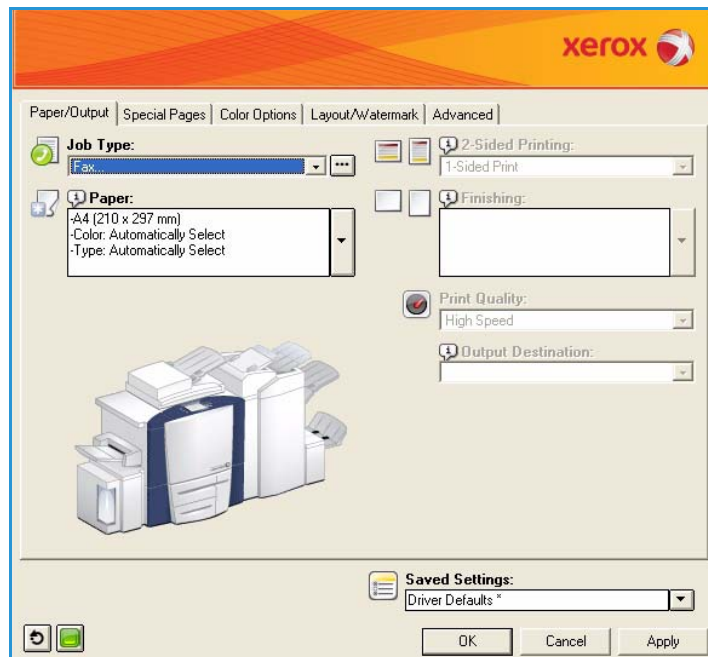 xerox
Paper/Output
Special Pages
Color Options
Layout/Watermark
Advanced
Job Type:
Fax...
Paper:
-A4 (210 x 297 mm)
-Color: Automatically Select
-Type: Automatically Select
2-Sided Printing:
1-Sided Print
Finishing:
Print Quality:
High Speed
Output Destination:
Saved Settings:
Driver Defaults *
OK
Cancel
Apply